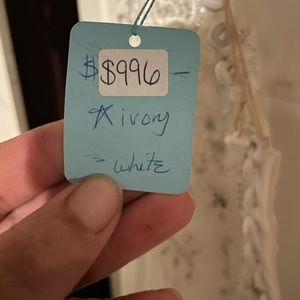 $ $996 -
☆ ivory
~ white